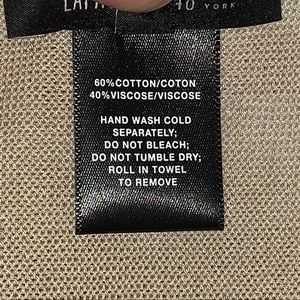 YORK
60%COTTON/COTON
40%VISCOSE/VISCOSE
HAND WASH COLD
SEPARATELY;
DO NOT BLEACH;
DO NOT TUMBLE DRY;
ROLL IN TOWEL
TO REMOVE